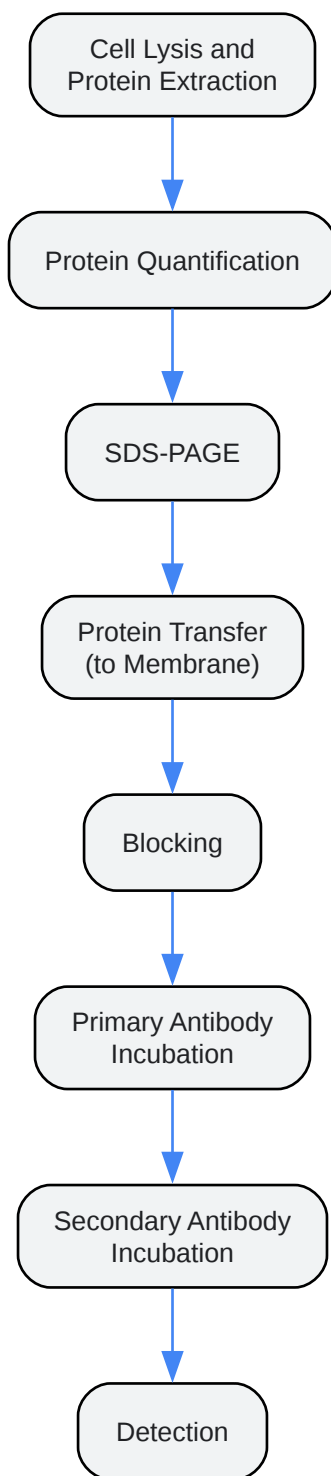 Cell Lysis and
Protein Extraction
Protein Quantification
SDS-PAGE
Protein Transfer
(to Membrane)
Blocking
Primary Antibody
Incubation
Secondary Antibody
Incubation
Detection